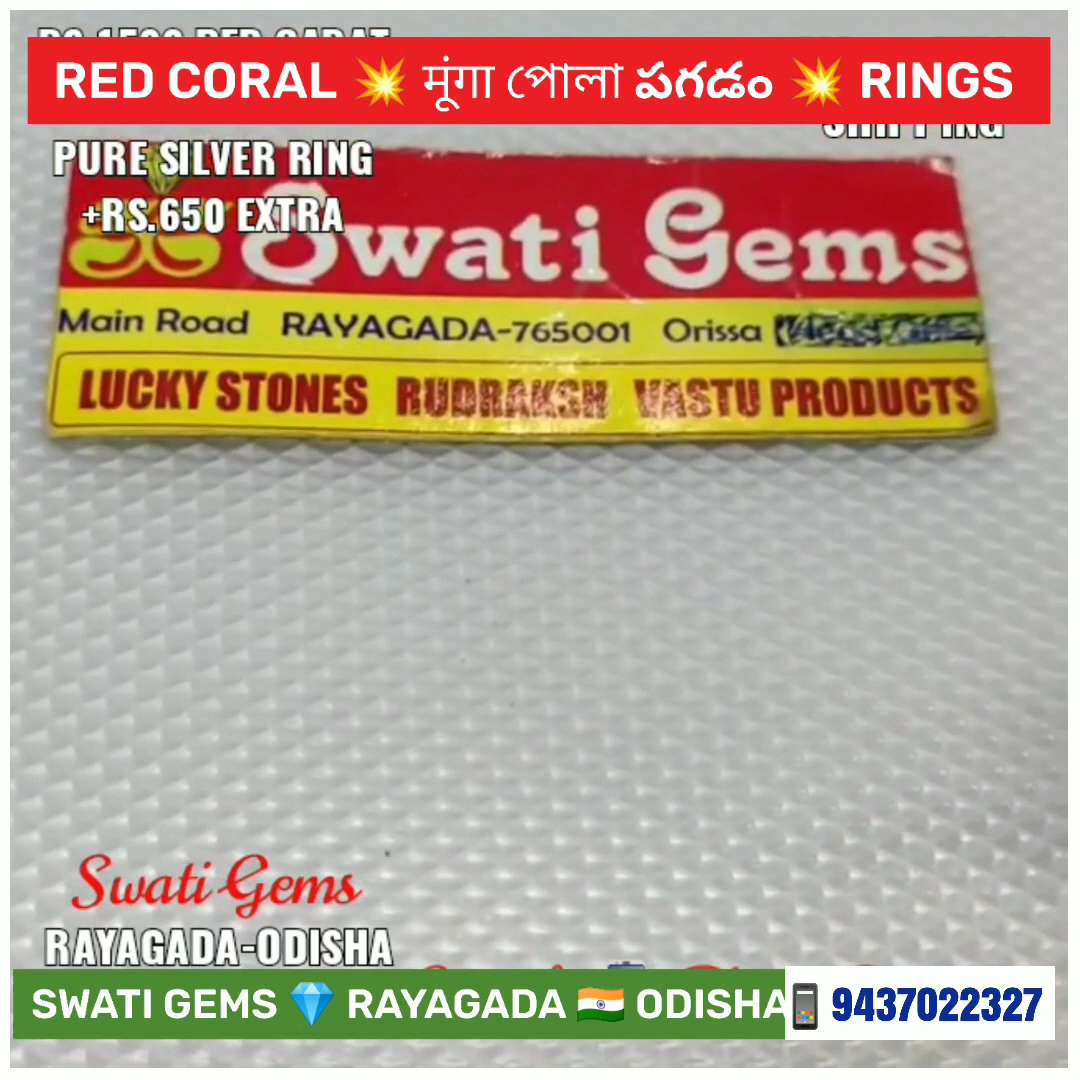 RED CORAL 💥 मूंगा পোলা పగడం 💥 RINGS
PURE SILVER RING
+RS.650 EXTRA
Swati Gems
Main Road RAYAGADA-765001 Orissa
LUCKY STONES RUDRAKSH VASTU PRODUCTS
Swati Gems
RAYAGADA-ODISHA
SWATI GEMS 💎 RAYAGADA 🇮🇳 ODISHA 📱 9437022327